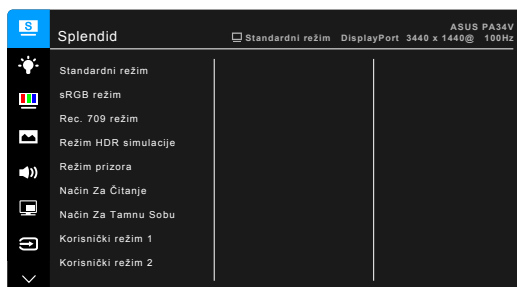 S
Splendid
Standardni režim DisplayPort 3440 x 1440@ 100Hz
ASUS PA34V
Standardni režim
sRGB režim
Rec. 709 režim
Režim HDR simulacije
Režim prizora
Način Za Čitanje
Način Za Tamnu Sobu
Korisnički režim 1
Korisnički režim 2